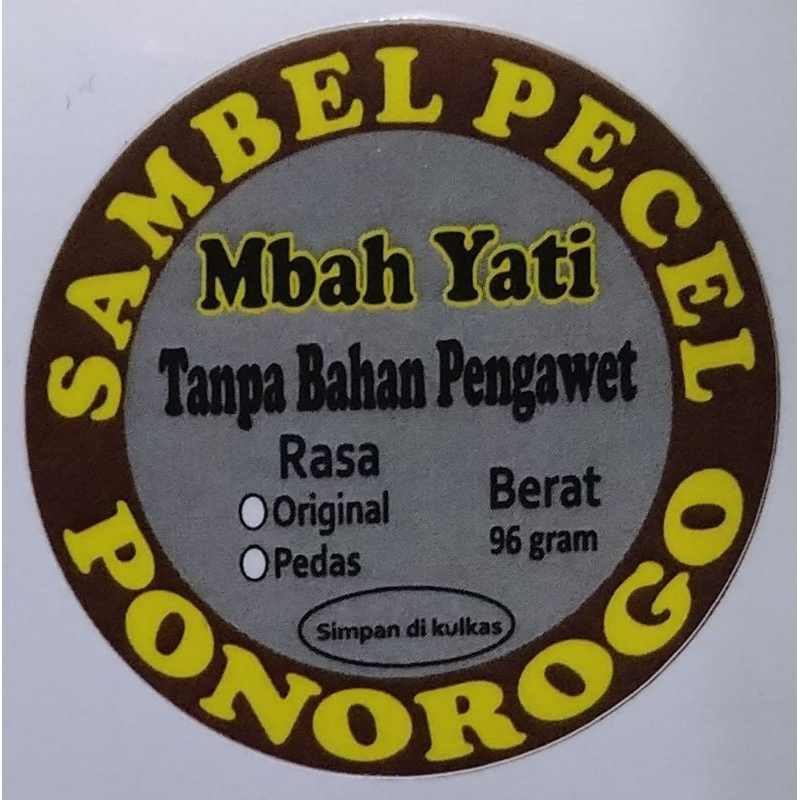 SAMBEL PECEL
Mbah Yati
Tanpa Bahan Pengawet
Rasa
Original
Pedas
Berat
96 gram
Simpan di kulkas
PONOROGO